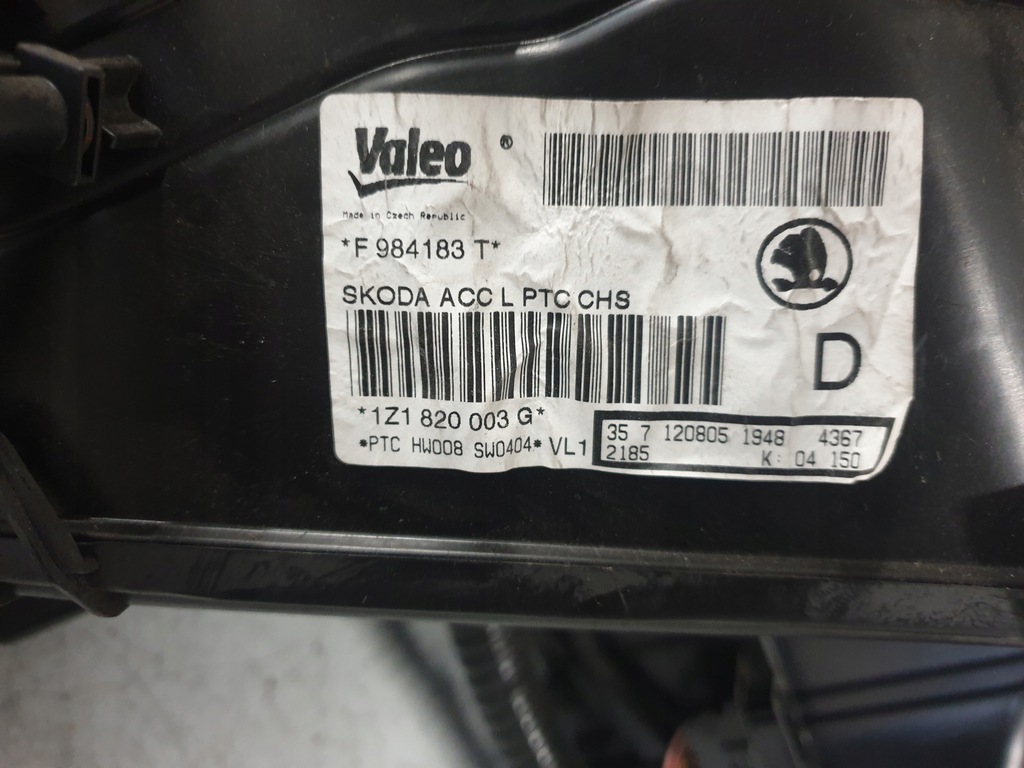 Valeo ®
Made in Czech Republic
*F 984183 T*
SKODA ACC L PTC CHS
D
*1Z1 820 003 G*
*PTC HW008 SW0404* VL1
35 7 120805 1948 4367
2185 K: 04 150